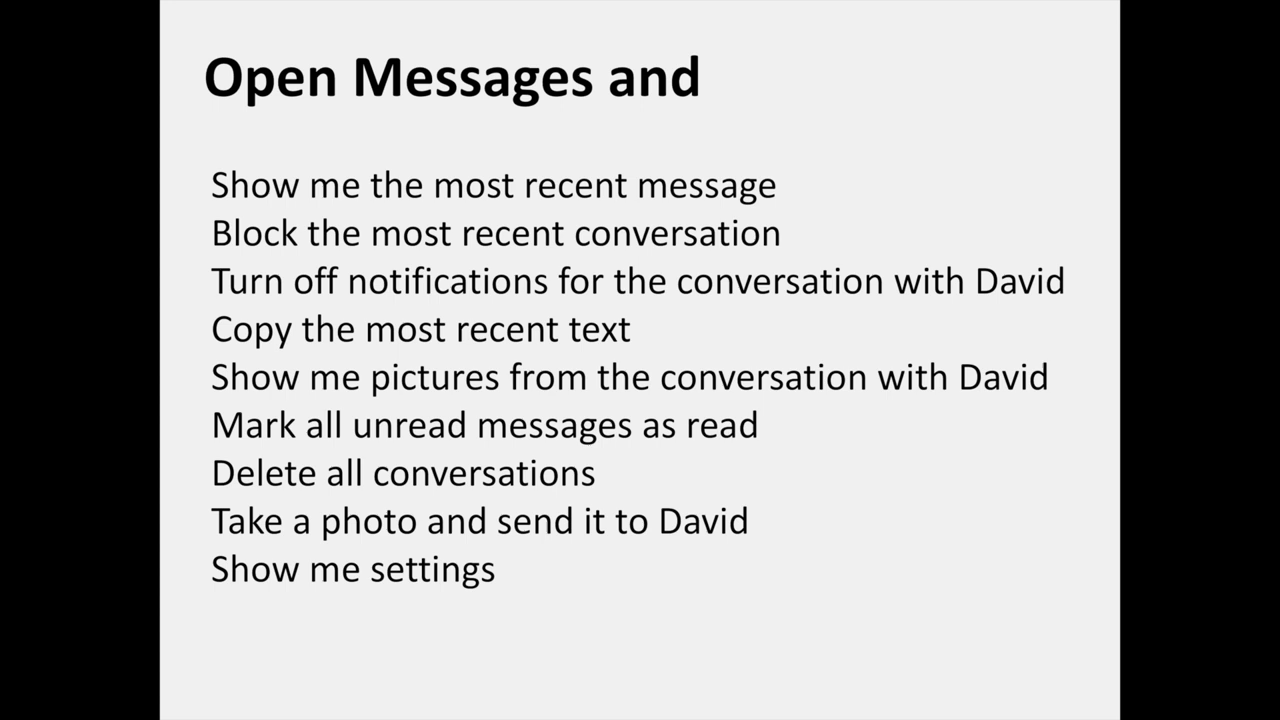 Open Messages and
Show me the most recent message
Block the most recent conversation
Turn off notifications for the conversation with David
Copy the most recent text
Show me pictures from the conversation with David
Mark all unread messages as read
Delete all conversations
Take a photo and send it to David
Show me settings